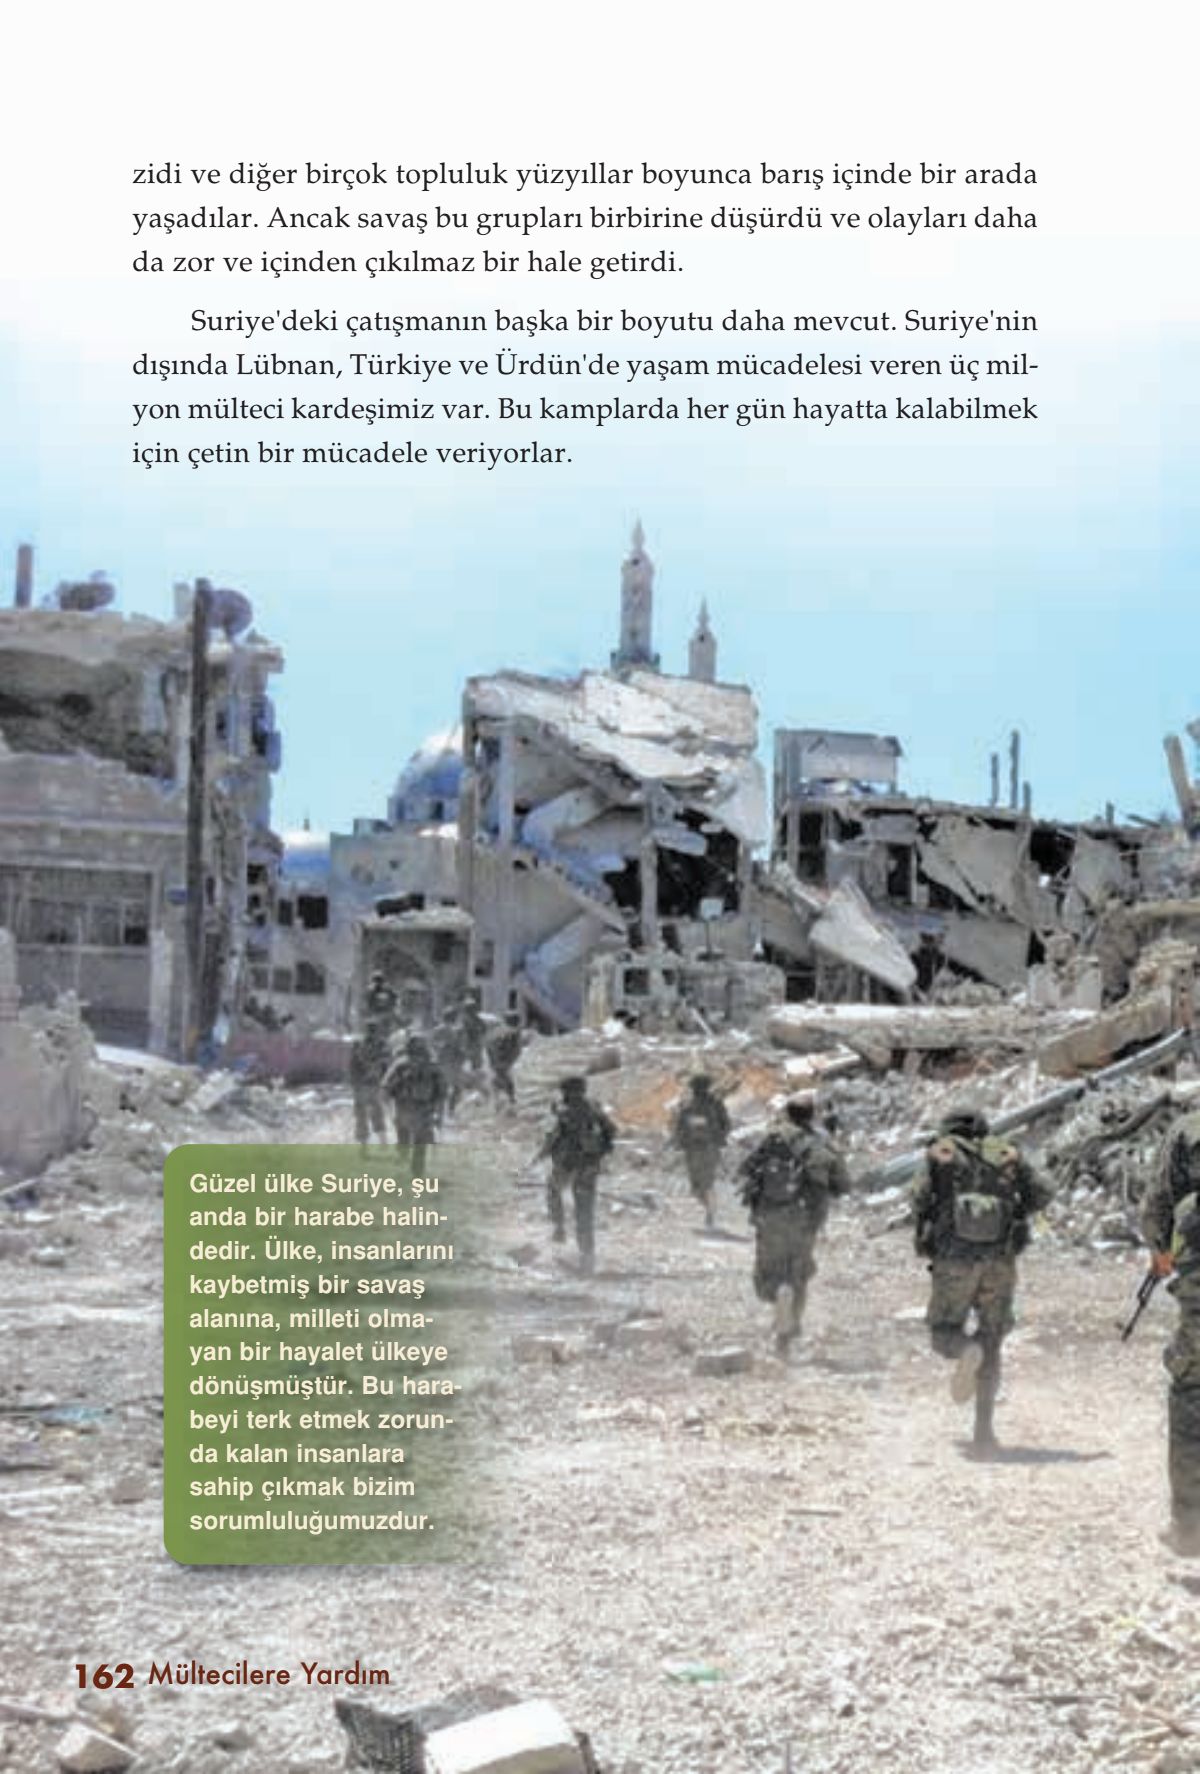 zidi ve diğer birçok topluluk yüzyıllar boyunca barış içinde bir arada
yaşadılar. Ancak savaş bu grupları birbirine düşürdü ve olayları daha
da zor ve içinden çıkılmaz bir hale getirdi.
Suriye'deki çatışmanın başka bir boyutu daha mevcut. Suriye'nin
dışında Lübnan, Türkiye ve Ürdün'de yaşam mücadelesi veren üç mil-
yon mülteci kardeşimiz var. Bu kamplarda her gün hayatta kalabilmek
için çetin bir mücadele veriyorlar.
Güzel ülke Suriye, şu
anda bir harabe halin-
dedir. Ülke, insanlarını
kaybetmiş bir savaş
alanına, milleti olma-
yan bir hayalet ülkeye
dönüşmüştür. Bu hara-
beyi terk etmek zorun-
da kalan insanlara
sahip çıkmak bizim
sorumluluğumuzdur.
162 Mültecilere Yardım